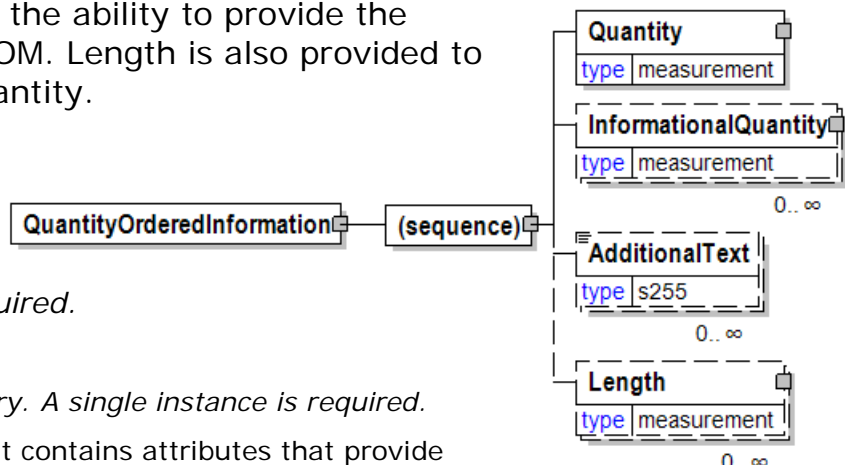 the ability to provide the
OM. Length is also provided to
antity.
Quantity
type measurement
InformationalQuantity
type measurement
0.. ∞
QuantityOrderedInformation
(sequence)
AdditionalText
type s255
0.. ∞
uired.
Length
type measurement
0.. ∞
ry. A single instance is required.
t contains attributes that provide